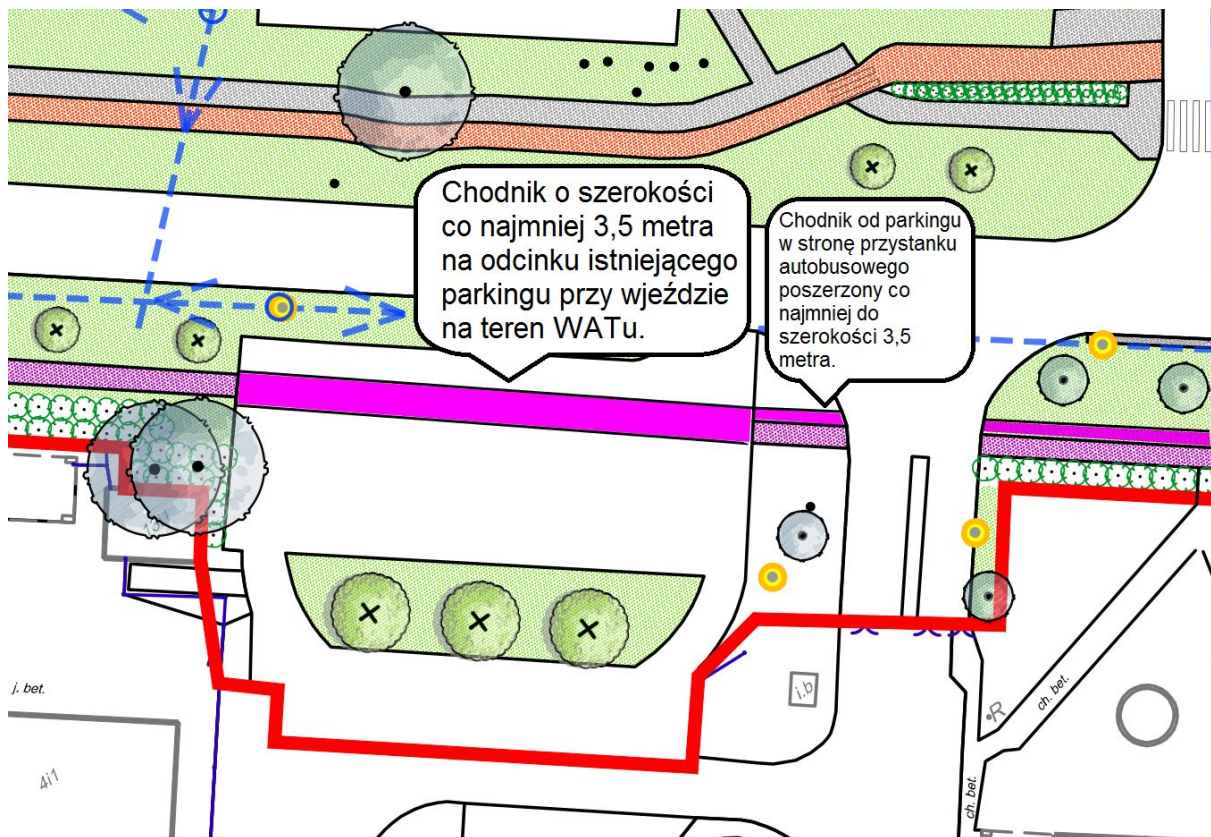 Chodnik o szerokości
co najmniej 3,5 metra
na odcinku istniejącego
parkingu przy wjeździe
na teren WATu.
Chodnik od parkingu
w stronę przystanku
autobusowego
poszerzony co
najmniej do
szerokości 3,5
metra.
j. bet.
4i1
i.b
R
ch. bet.
ch. bet.